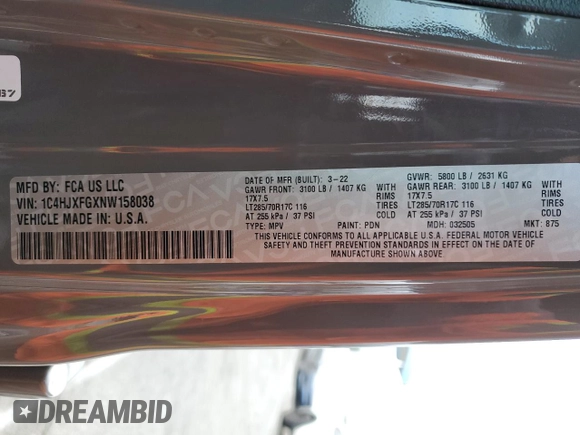 MFD BY: FCA US LLC
VIN: 1C4HJXFGXNW158038
VEHICLE MADE IN U.S.A.
DATE OF MFR (BUILT): 3-22
GAWR FRONT: 3100 LB / 1407 KG
17X7.5
LT285/70R17C 116
AT 255 kPa / 37 PSI
WITH
RIMS
TIRES
COLD
GVWR: 5800 LB / 2631 KG
GAWR REAR: 3100 LB / 1407 KG
17X7.5
LT285/70R17C 116
AT 255 kPa / 37 PSI
WITH
RIMS
TIRES
COLD
TYPE: MPV PAINT: PDN MDH: 032505 MKT: 875
THIS VEHICLE CONFORMS TO ALL APPLICABLE U.S.A. FEDERAL MOTOR VEHICLE
SAFETY AND THEFT PREVENTION STANDARDS IN EFFECT ON THE DATE OF
MANUFACTURE SHOWN ABOVE.
DREAMBID